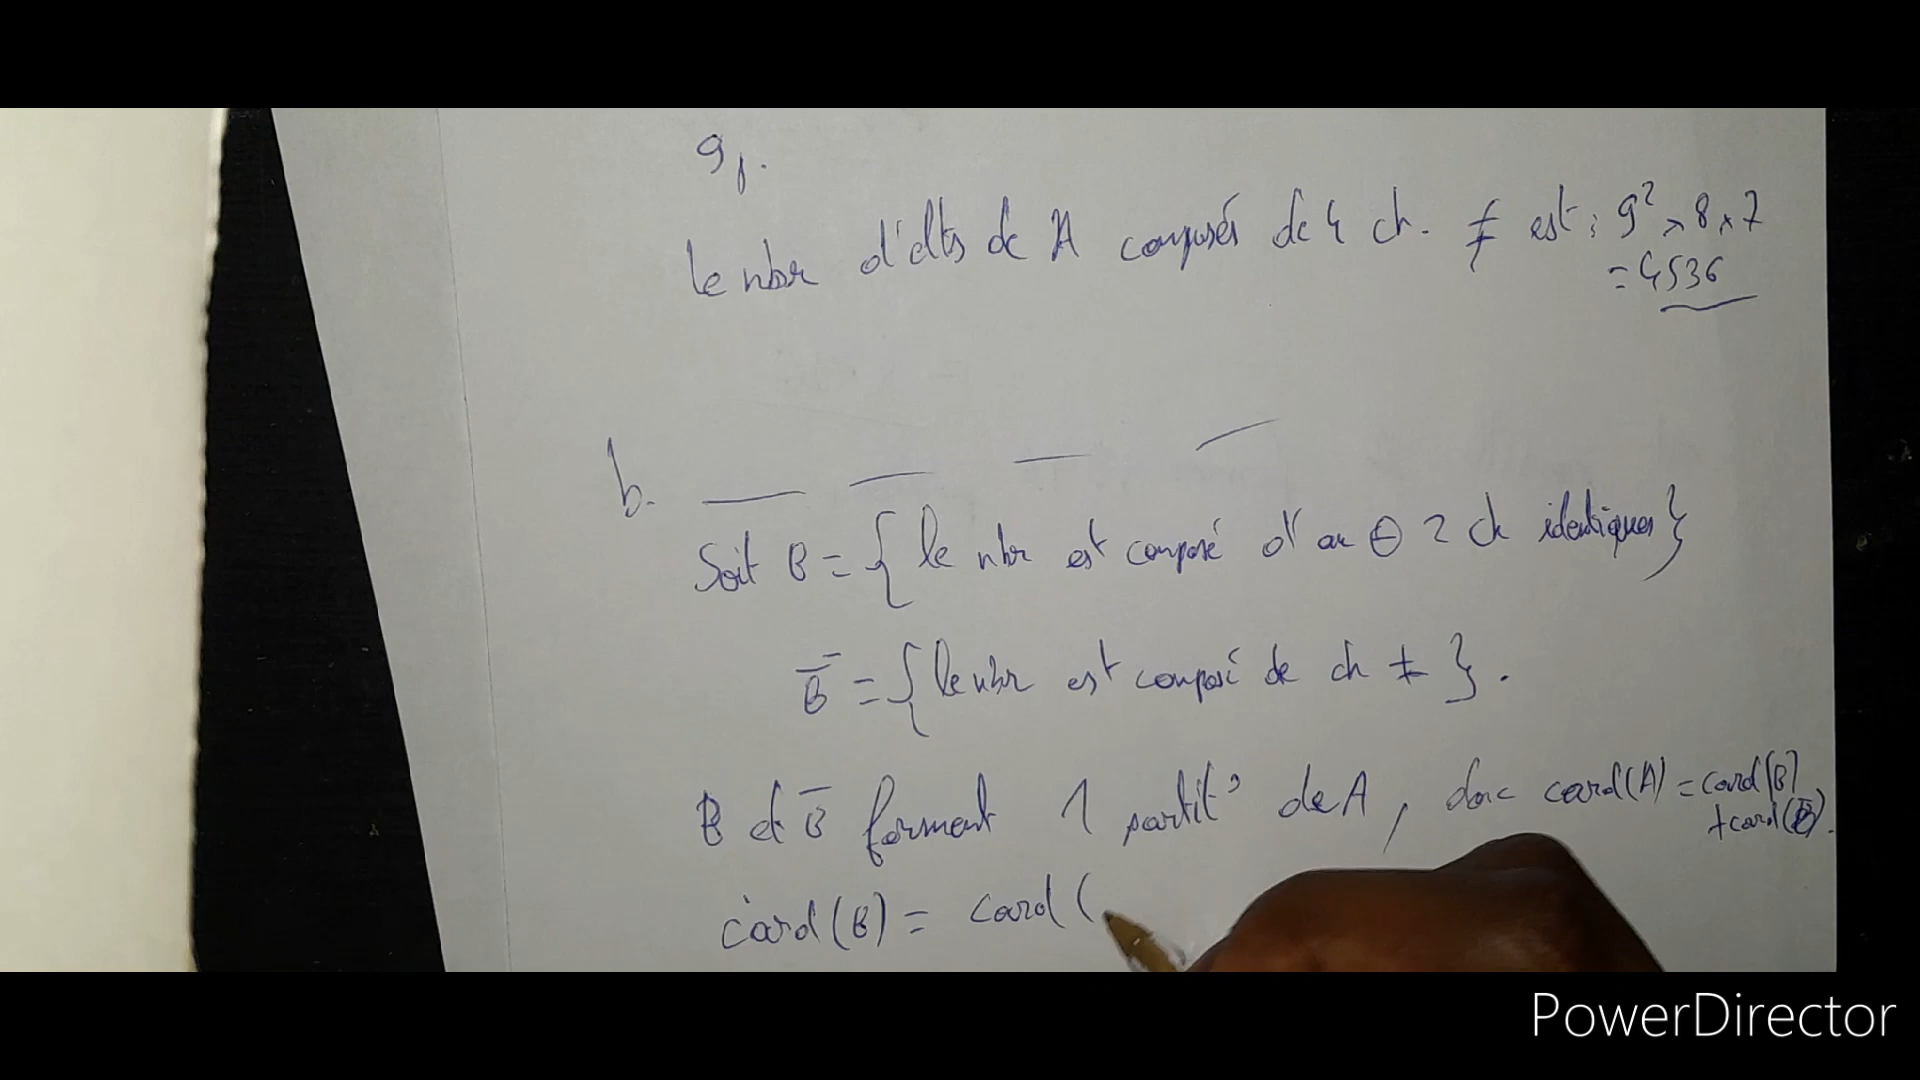 9,.
le nbr d'elts de A composés de 4 ch. ≠ est : 9² x 8 x 7
= 4536
b.
Soit B = { le nbr est composé d'au ⊖ 2 ch identiques }
B̅ = { le nbr est composé de ch ≠ }.
B et B̅ forment 1 partit° de A, donc card(A) = card(B)
+ card(B̅).
card(B) = card(
PowerDirector